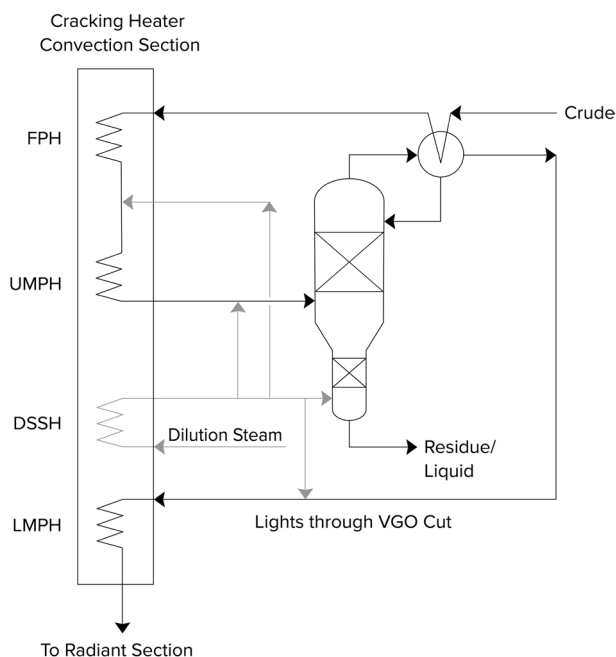 Cracking Heater
Convection Section
Crude
FPH
UMPH
DSSH
Dilution Steam
Residue/
Liquid
LMPH
Lights through VGO Cut
To Radiant Section